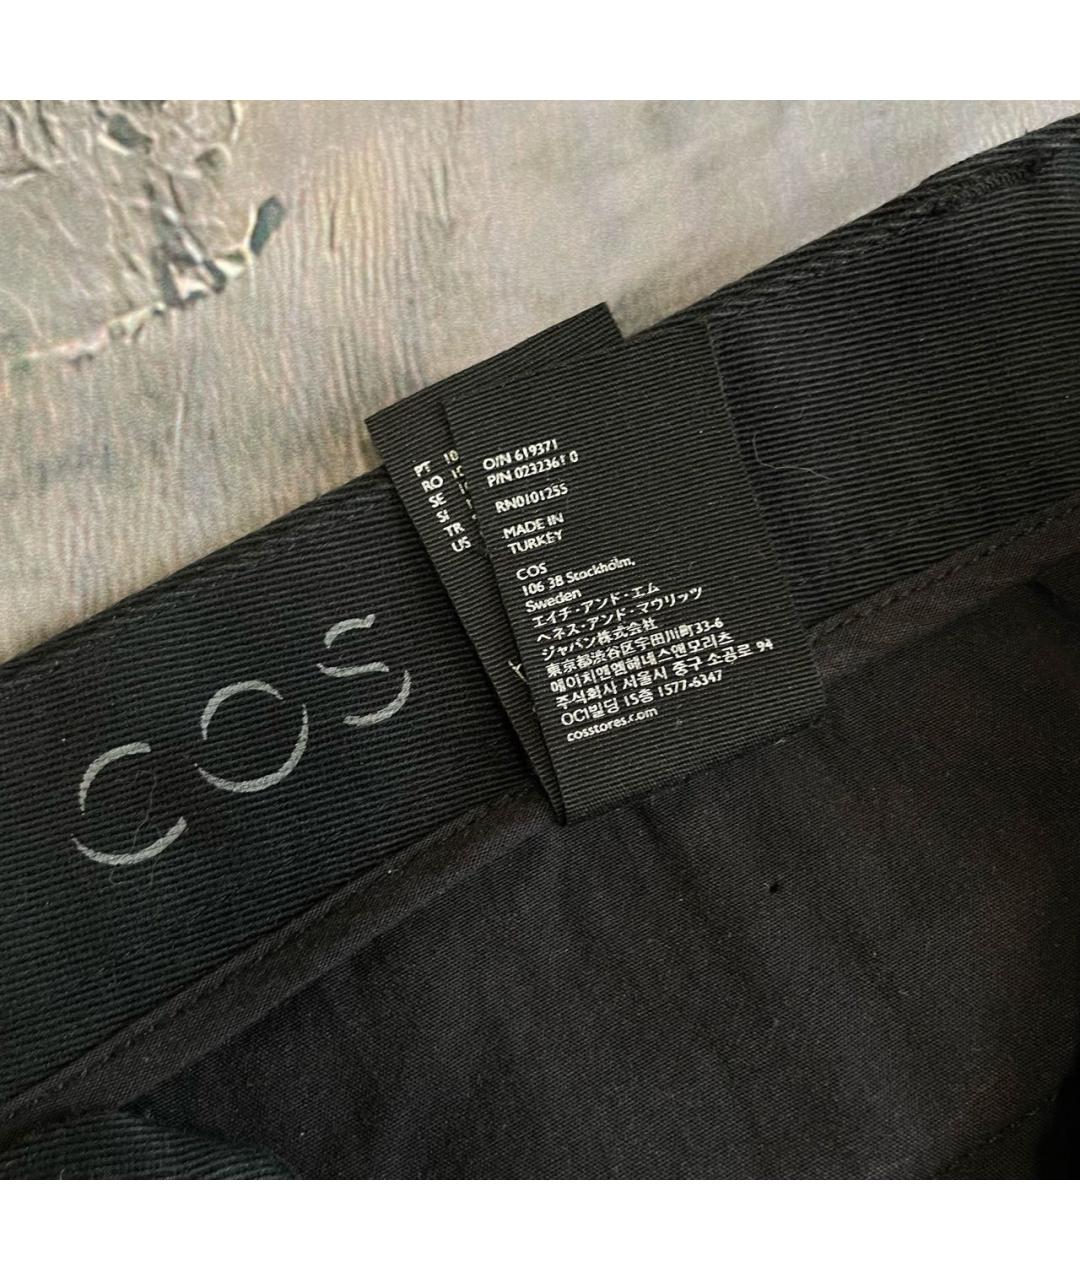 COS
PT 10
RO
SE
SI
TR
US
O/N 619371
P/N 0232361 0
RN0101255
MADE IN
TURKEY
COS
106 38 Stockholm,
Sweden
エイチ・アンド・エム
ヘネス・アンド・マウリッツ
ジャパン株式会社
東京都渋谷区宇田川町33-6
에이치앤엠헤네스앤모리츠
주식회사 서울시 중구 소공로 94
OCI빌딩 15층 1577-6347
cosstores.com